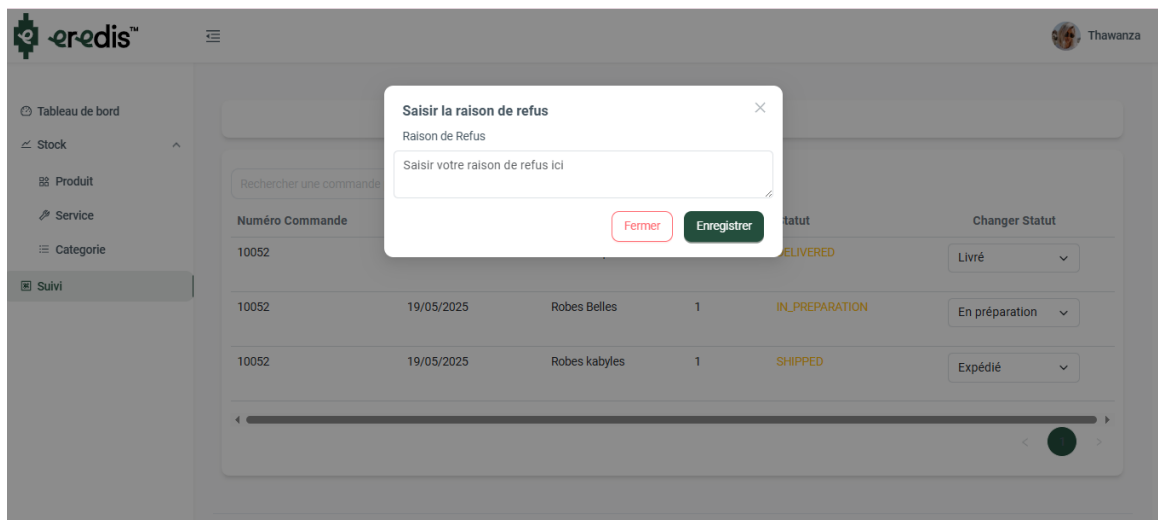 eredis™
Thawanza
Tableau de bord
Stock
Produit
Service
Categorie
Suivi
Saisir la raison de refus
Raison de Refus
Saisir votre raison de refus ici
Fermer Enregistrer
Rechercher une commande
Numéro Commande Statut Changer Statut
10052 DELIVERED Livré
10052 19/05/2025 Robes Belles 1 IN_PREPARATION En préparation
10052 19/05/2025 Robes kabyles 1 SHIPPED Expédié